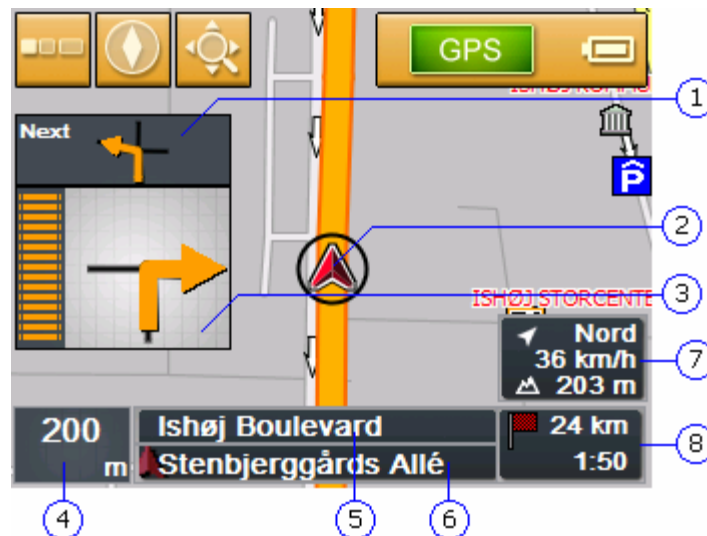 GPS
1
Next
P
2
ISHØJ STORCENTE
3
Nord
36 km/h
203 m
7
200
m
Ishøj Boulevard
Stenbjerggårds Allé
24 km
1:50
8
4
5
6